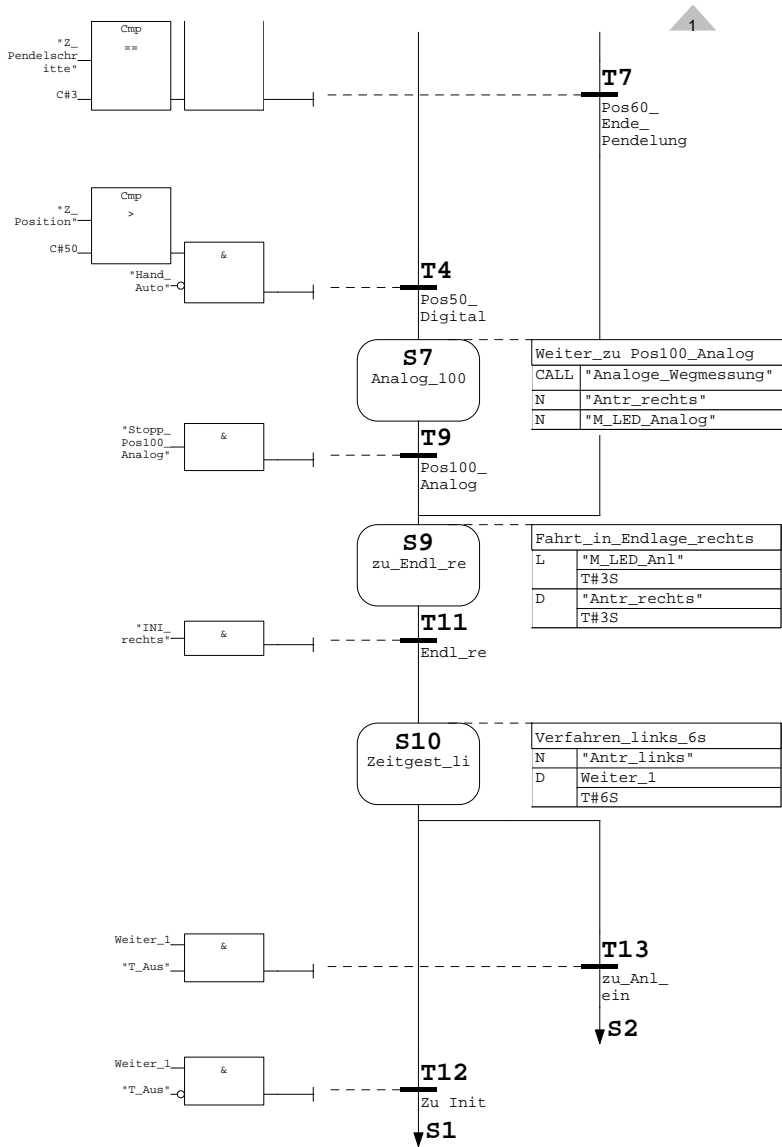 1
Cmp
==
"Z_
Pendelschr
itte"
C#3
T7
Pos60_
Ende_
Pendelung
Cmp
>
"Z_
Position"
C#50
&
"Hand_
Auto"
T4
Pos50_
Digital
S7
Analog_100
Weiter_zu Pos100_Analog
CALL "Analoge_Wegmessung"
N "Antr_rechts"
N "M_LED_Analog"
"Stopp_
Pos100_
Analog"
&
T9
Pos100_
Analog
S9
zu_Endl_re
Fahrt_in_Endlage_rechts
L "M_LED_Anl"
T#3S
D "Antr_rechts"
T#3S
"INI_
rechts"
&
T11
Endl_re
S10
Zeitgest_li
Verfahren_links_6s
N "Antr_links"
D Weiter_1
T#6S
Weiter_1
&
"T_Aus"
T13
zu_Anl_
ein
S2
Weiter_1
&
"T_Aus"
T12
Zu Init
S1